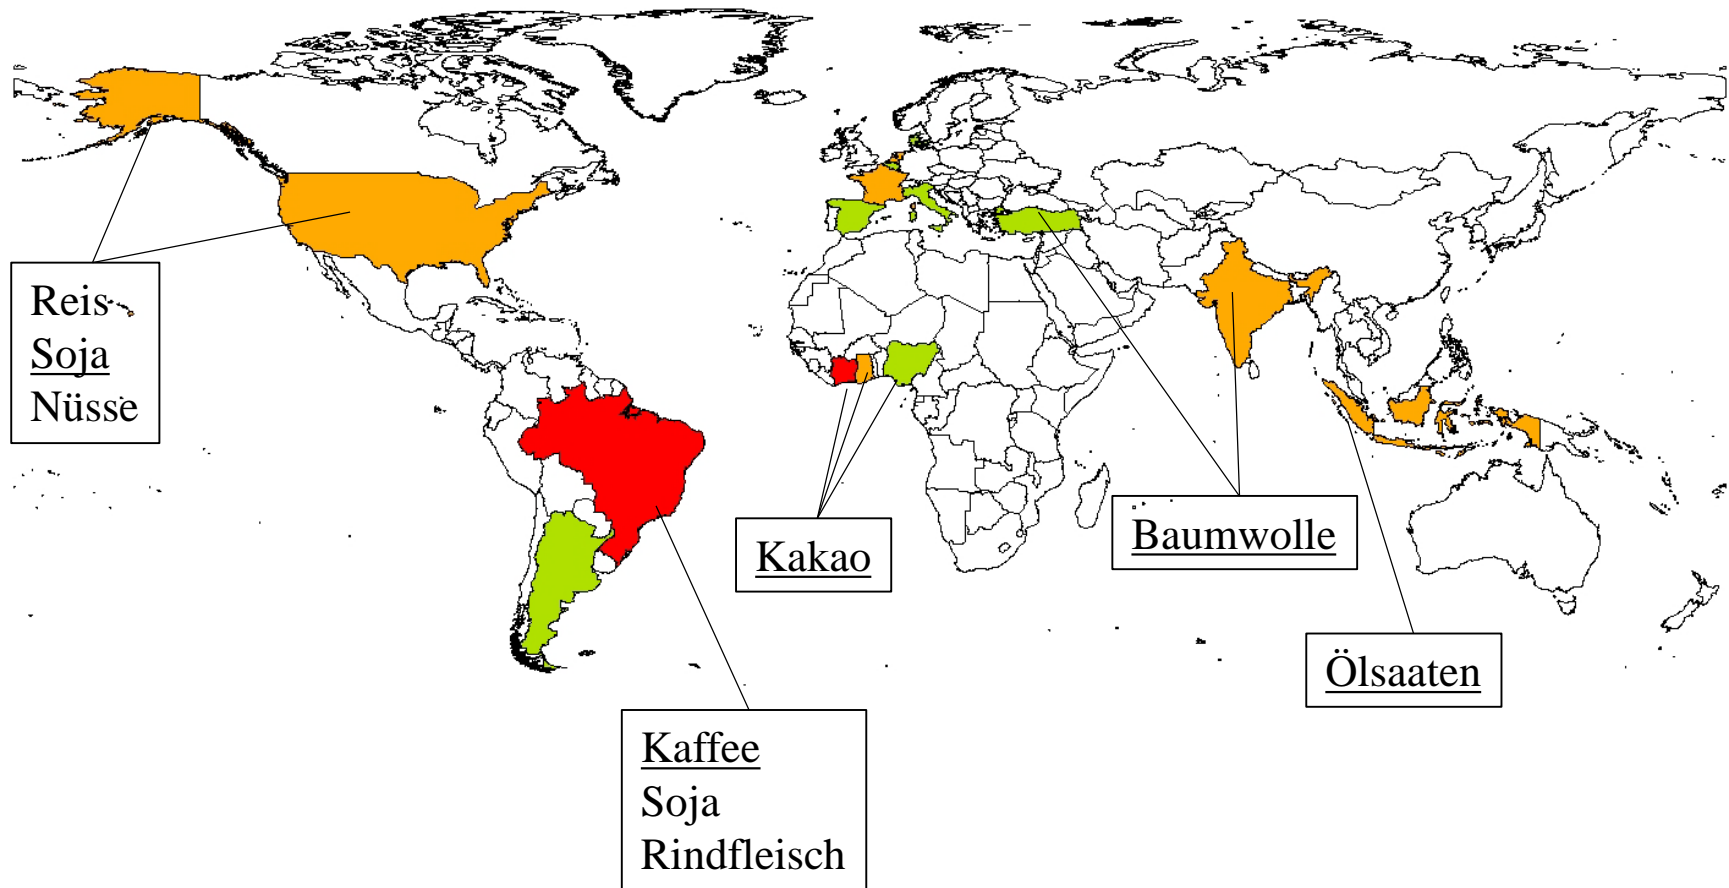 Reis
Soja
Nüsse
Kakao
Baumwolle
Ölsaaten
Kaffee
Soja
Rindfleisch